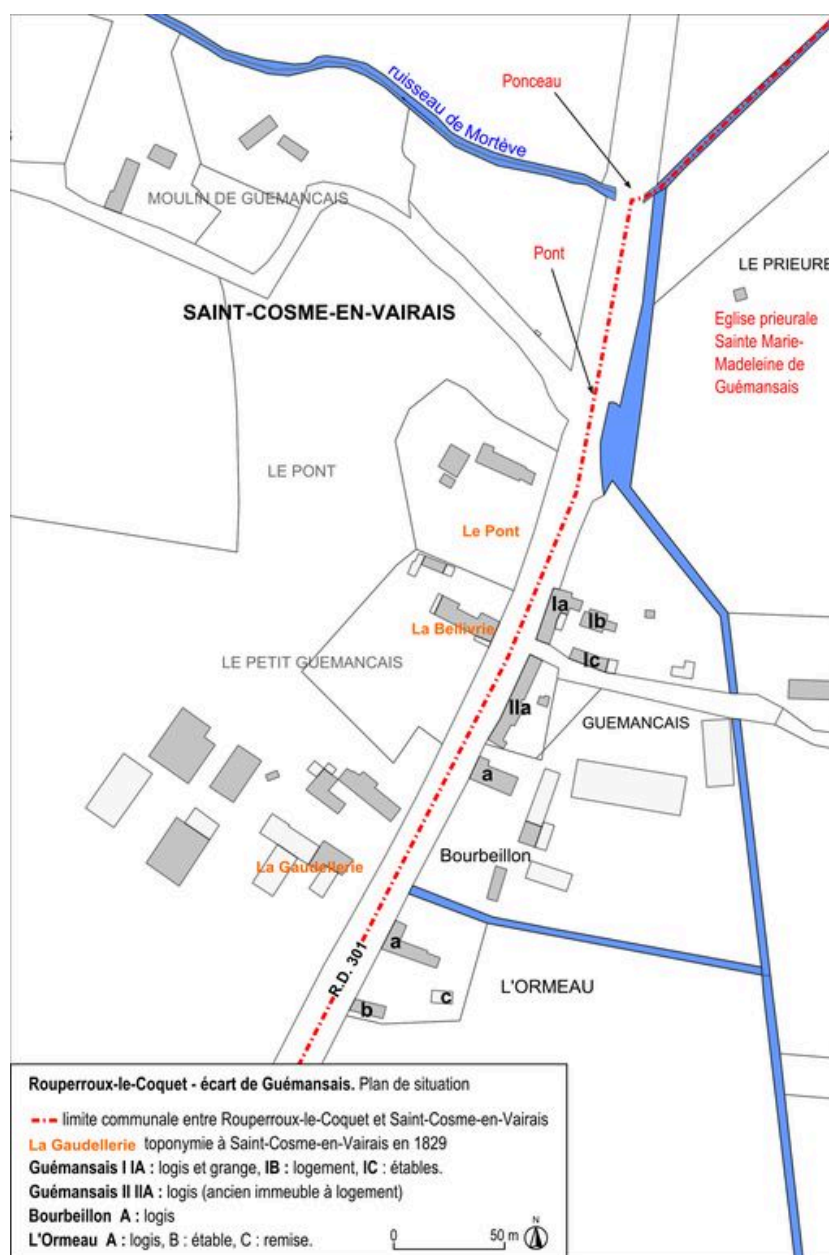 Ponceau
ruisseau de Mortève
MOULIN DE GUEMANCAIS
Pont
LE PRIEURE
SAINT-COSME-EN-VAIRAIS
Eglise prieurale
Sainte Marie-
Madeleine de
Guémansais
LE PONT
Le Pont
Ia
Ib
La Bellivrie
Ic
LE PETIT GUEMANCAIS
IIa
GUEMANCAIS
a
Bourbeillon
La Gaudellerie
a
R.D. 301
L'ORMEAU
c
b
Rouperroux-le-Coquet - écart de Guémansais. Plan de situation
limite communale entre Rouperroux-le-Coquet et Saint-Cosme-en-Vairais
La Gaudellerie toponymie à Saint-Cosme-en-Vairais en 1829
Guémansais I IA : logis et grange, IB : logement, IC : étables.
Guémansais II IIA : logis (ancien immeuble à logement)
Bourbeillon A : logis
L'Ormeau A : logis, B : étable, C : remise.
0 50 m N